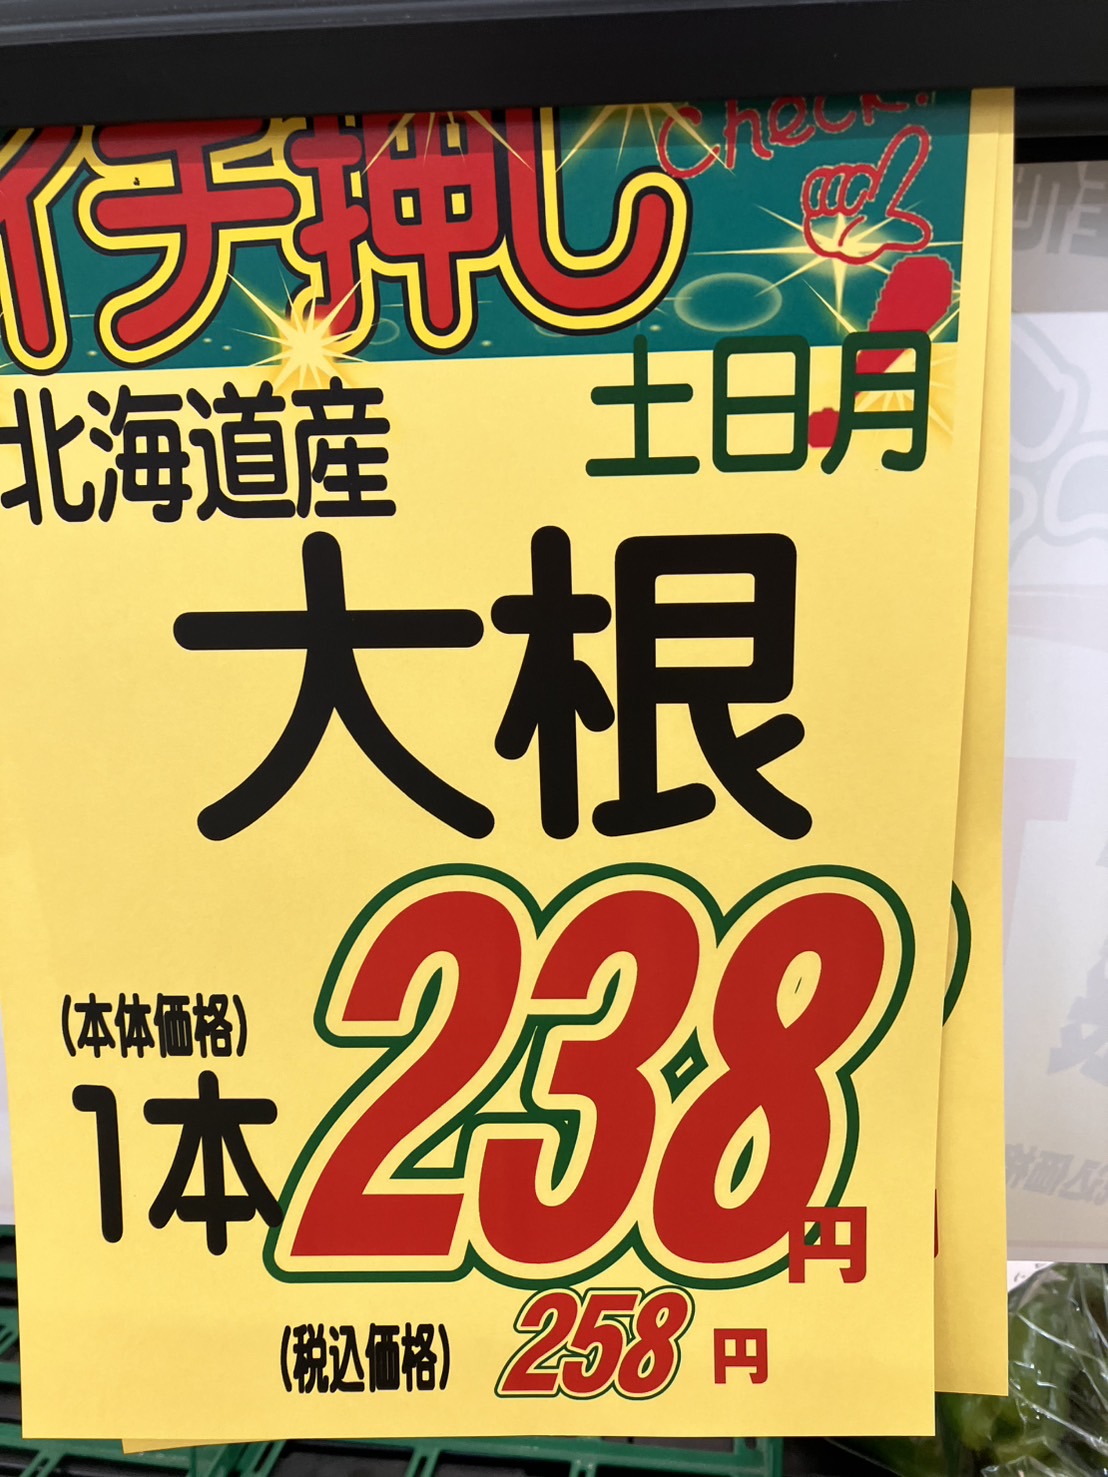 イチ押し
check!
北海道産
土日月
大根
(本体価格)
1本 238円
(税込価格) 258円